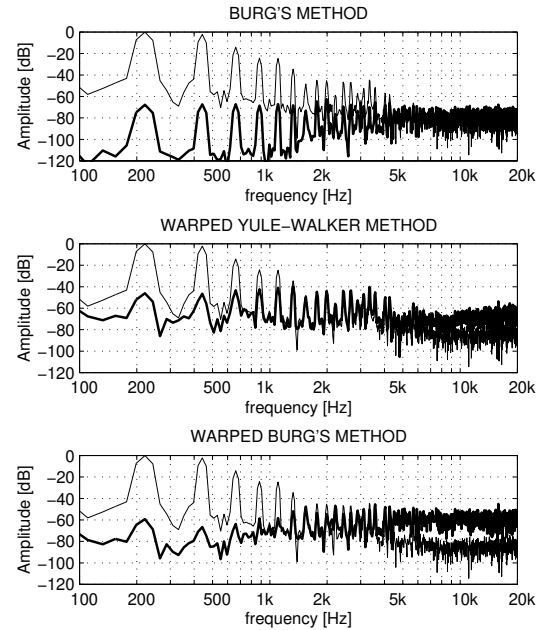 BURG'S METHOD
Amplitude [dB]
0
−20
−40
−60
−80
−100
−120
100 200 500 1k 2k 5k 10k 20k
frequency [Hz]
WARPED YULE−WALKER METHOD
Amplitude [dB]
0
−20
−40
−60
−80
−100
−120
100 200 500 1k 2k 5k 10k 20k
frequency [Hz]
WARPED BURG'S METHOD
Amplitude [dB]
0
−20
−40
−60
−80
−100
−120
100 200 500 1k 2k 5k 10k 20k
frequency [Hz]